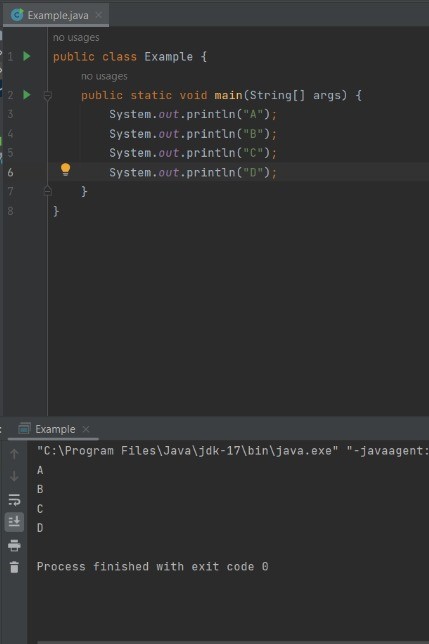 Example.java
no usages
1 public class Example {
no usages
2 public static void main(String[] args) {
3 System.out.println("A");
4 System.out.println("B");
5 System.out.println("C");
6 System.out.println("D");
7 }
8 }
Example
"C:\Program Files\Java\jdk-17\bin\java.exe" "-javaagent:
A
B
C
D
Process finished with exit code 0